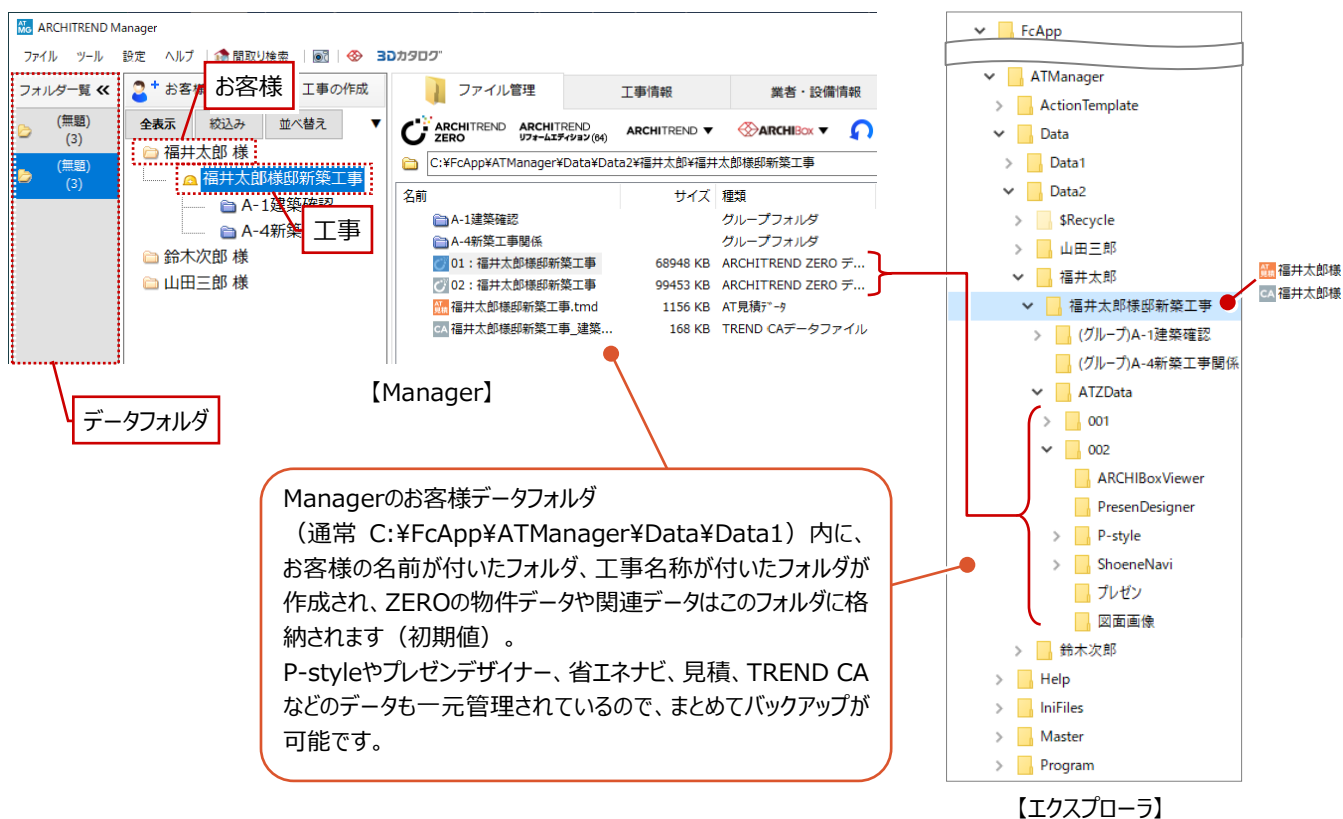 ARCHITREND Manager
ファイル ツール 設定 ヘルプ 間取り検索 3Dカタログ
フォルダ一覧 ≪
お客様
工事の作成
ファイル管理 工事情報 業者・設備情報
(無題)
(3)
(無題)
(3)
全表示 絞込み 並べ替え ▼
ARCHITREND ZERO ARCHITREND リフォームエディション(64) ARCHITREND ▼ ARCHIBOX ▼
C:¥FcApp¥ATManager¥Data¥Data2¥福井太郎¥福井太郎様邸新築工事
福井太郎 様
福井太郎様邸新築工事
A-1建築確認
A-4新築
工事
鈴木次郎 様
山田三郎 様
名前 サイズ 種類
A-1建築確認 グループフォルダ
A-4新築工事関係 グループフォルダ
01：福井太郎様邸新築工事 68948 KB ARCHITREND ZERO デ...
02：福井太郎様邸新築工事 99453 KB ARCHITREND ZERO デ...
福井太郎様邸新築工事.tmd 1156 KB AT見積データ
福井太郎様邸新築工事_建築... 168 KB TREND CAデータファイル
【Manager】
データフォルダ
Managerのお客様データフォルダ
（通常 C:¥FcApp¥ATManager¥Data¥Data1）内に、
お客様の名前が付いたフォルダ、工事名称が付いたフォルダが
作成され、ZEROの物件データや関連データはこのフォルダに格
納されます（初期値）。
P-styleやプレゼンデザイナー、省エネナビ、見積、TREND CA
などのデータも一元管理されているので、まとめてバックアップが
可能です。
FcApp
ATManager
ActionTemplate
Data
Data1
Data2
$Recycle
山田三郎
福井太郎
福井太郎様邸新築工事
(グループ)A-1建築確認
(グループ)A-4新築工事関係
ATZData
001
002
ARCHIBoxViewer
PresenDesigner
P-style
ShoeneNavi
プレゼン
図面画像
鈴木次郎
Help
IniFiles
Master
Program
福井太郎様
福井太郎様
【エクスプローラ】